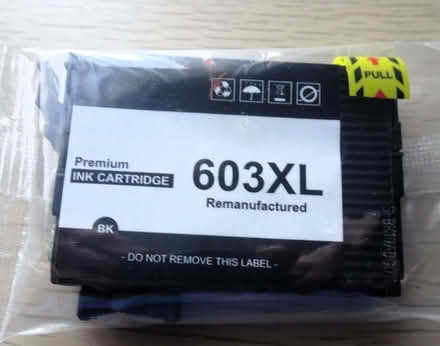 PULL
Premium
INK CARTRIDGE
603XL
Remanufactured
BK
- DO NOT REMOVE THIS LABEL -